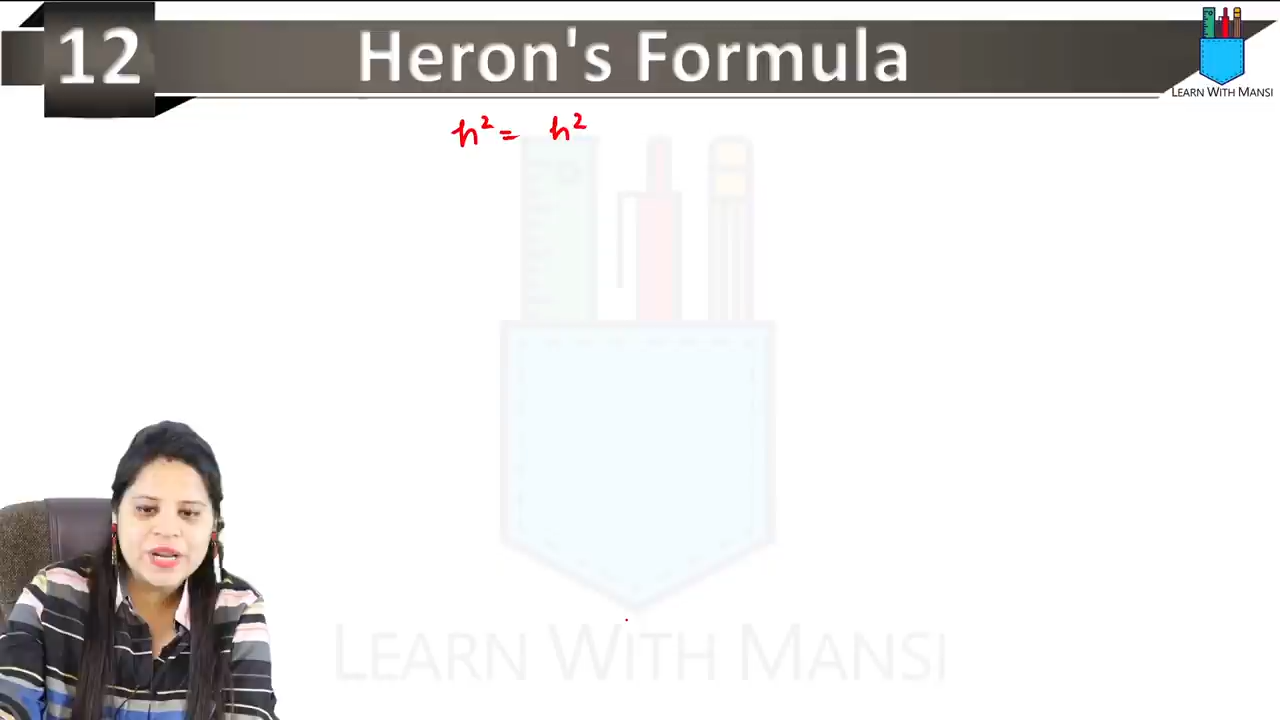 12 Heron's Formula
LEARN WITH MANSI
h² = h²
LEARN WITH MANSI